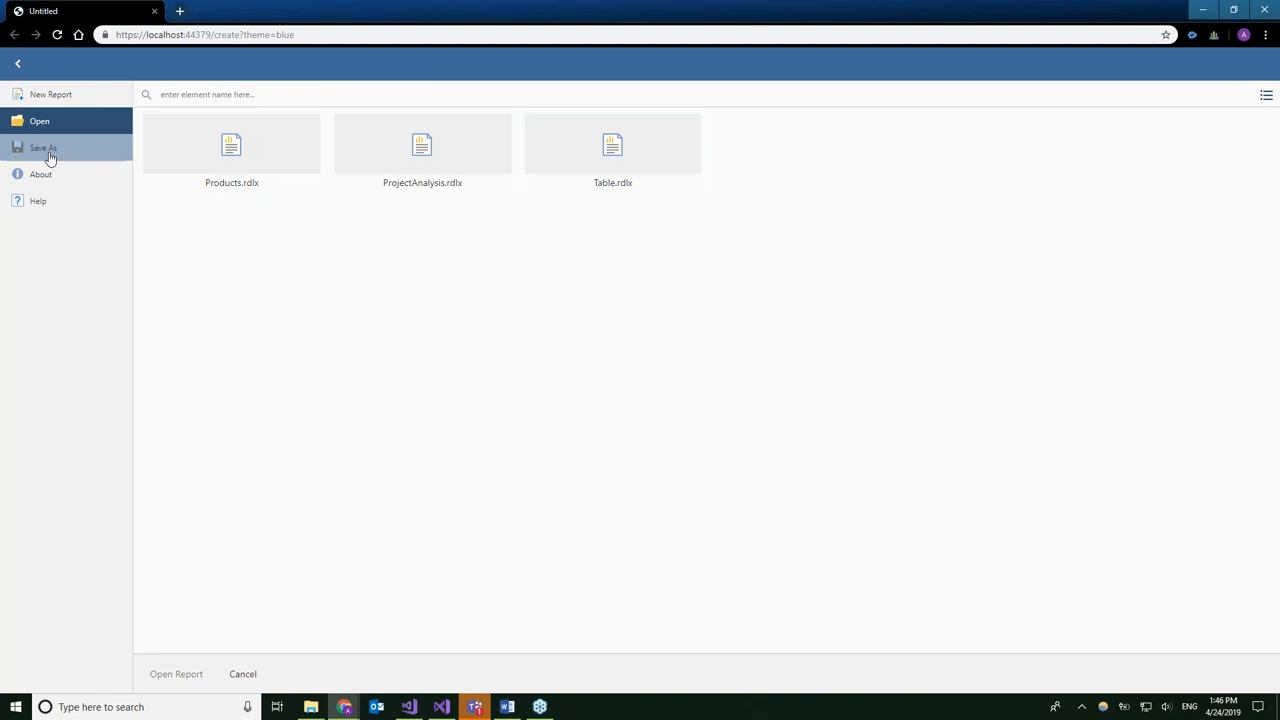 Untitled
https://localhost:44379/create?theme=blue
A
New Report
enter element name here...
Open
Save As
About
Help
Products.rdlx
ProjectAnalysis.rdlx
Table.rdlx
Open Report
Cancel
Type here to search
ENG
1:46 PM
4/24/2019